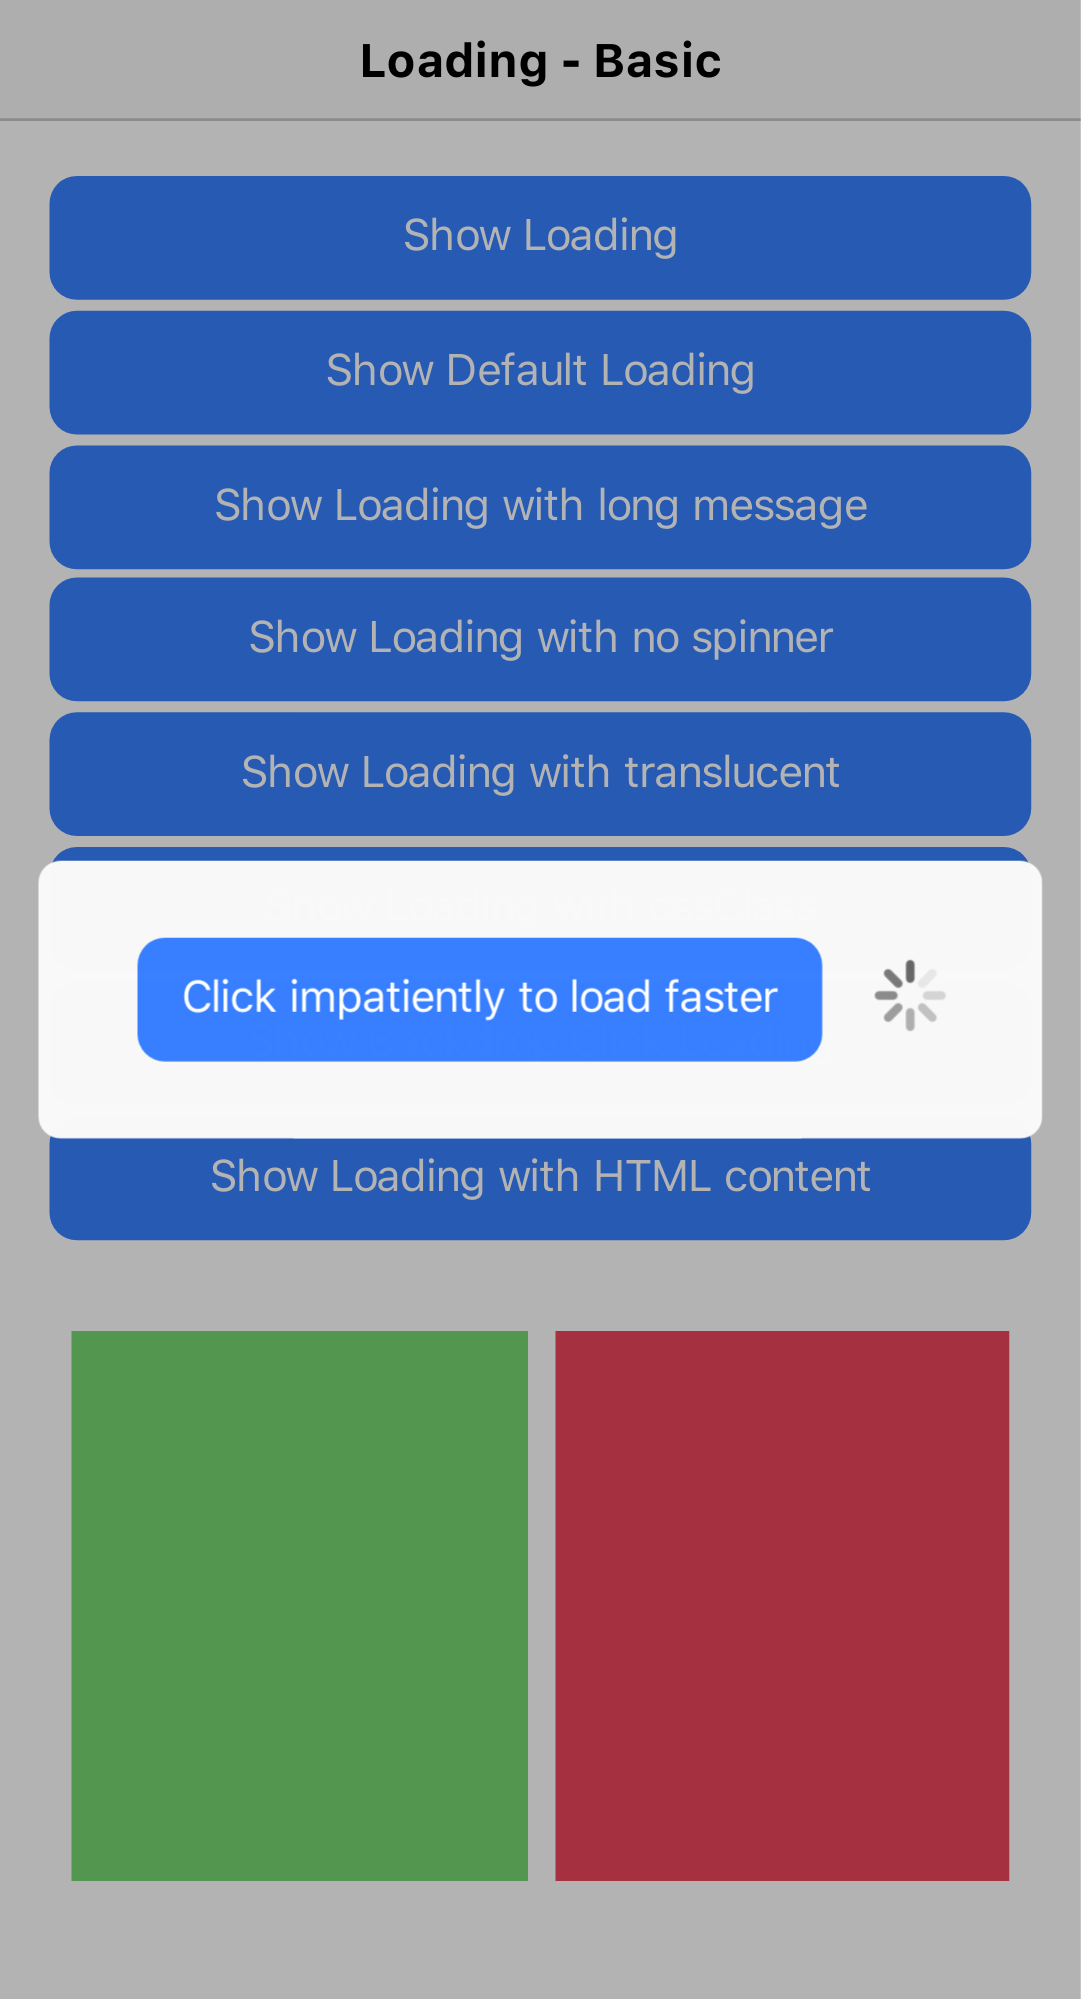 Loading - Basic
Show Loading
Show Default Loading
Show Loading with long message
Show Loading with no spinner
Show Loading with translucent
Click impatiently to load faster
Show Loading with HTML content